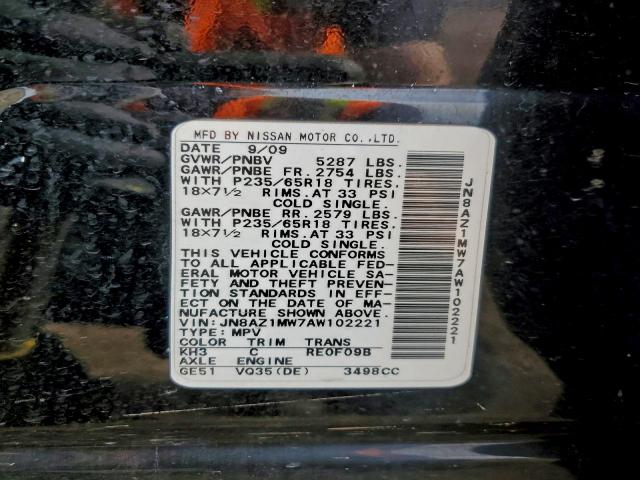 MFD BY NISSAN MOTOR CO.,LTD.
DATE 9/09
GVWR/PNBV 5287 LBS.
GAWR/PNBE FR. 2754 LBS.
WITH P235/65R18 TIRES,
18X7½ RIMS.AT 33 PSI
COLD SINGLE.
GAWR/PNBE RR. 2579 LBS.
WITH P235/65R18 TIRES,
18X7½ RIMS.AT 33 PSI
COLD SINGLE.
THIS VEHICLE CONFORMS
TO ALL APPLICABLE FED-
ERAL MOTOR VEHICLE SA-
FETY AND THEFT PREVEN-
TION STANDARDS IN EFF-
ECT ON THE DATE OF MA-
NUFACTURE SHOWN ABOVE.
VIN:JN8AZ1MW7AW102221
TYPE:MPV
COLOR TRIM TRANS
KH3 C RE0F09B
AXLE ENGINE
GE51 VQ35(DE) 3498CC
JN8AZ1MW7AW102221